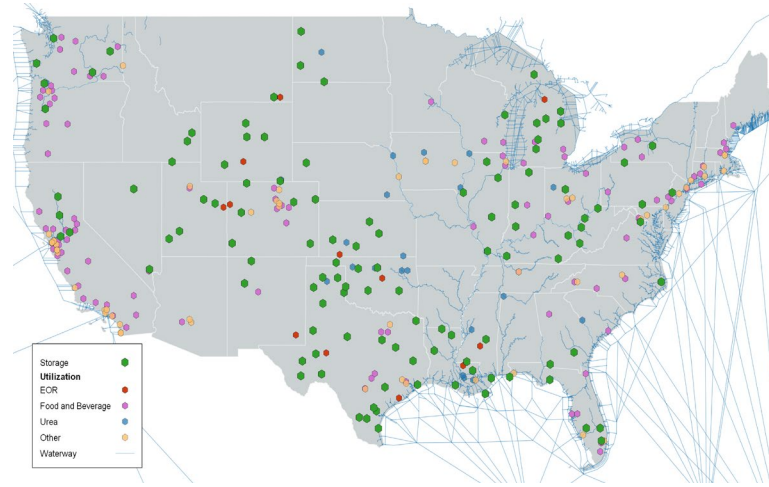 Storage
Utilization
EOR
Food and Beverage
Urea
Other
Waterway